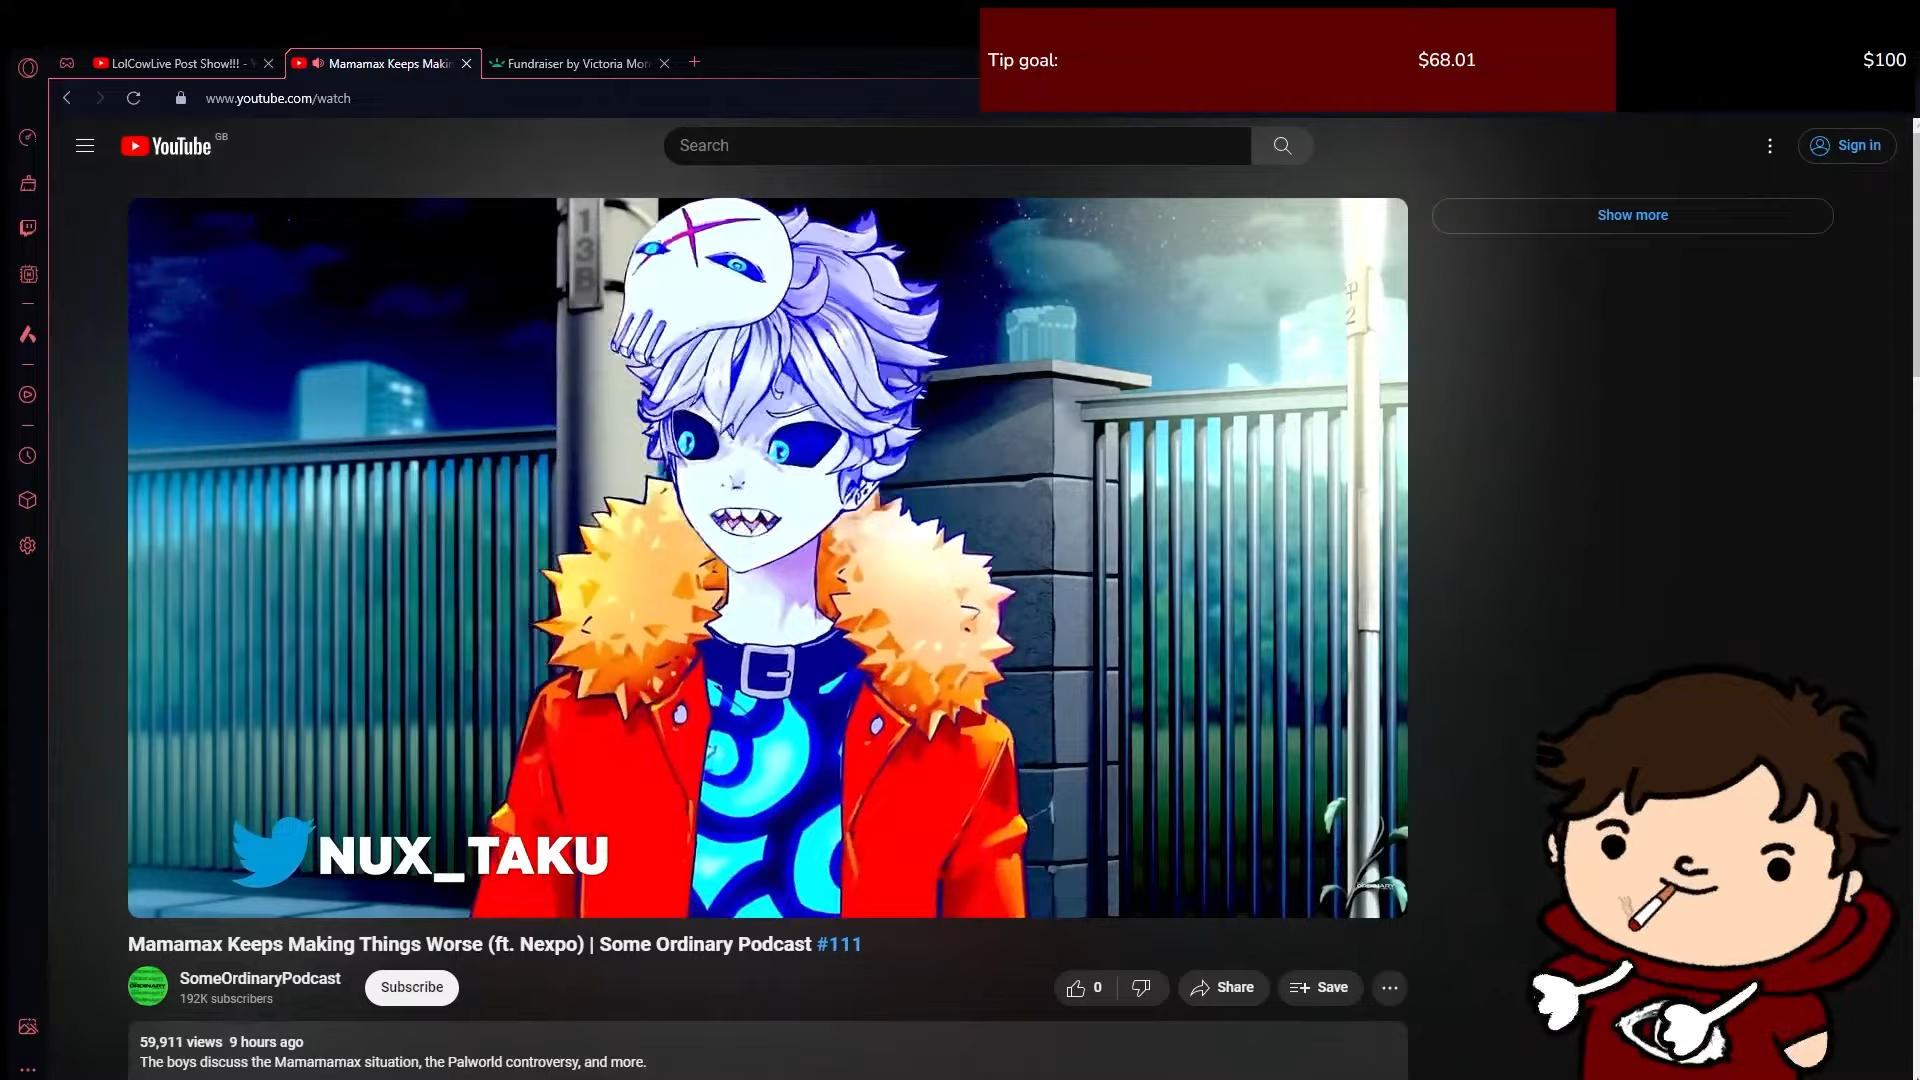 LolCowLive Post Show!!! -
Mamamax Keeps Makin
Fundraiser by Victoria Mor
Tip goal:
$68.01
$100
www.youtube.com/watch
YouTube
GB
Search
Sign in
Show more
13B
2
NUX_TAKU
Mamamax Keeps Making Things Worse (ft. Nexpo) | Some Ordinary Podcast #111
SomeOrdinaryPodcast
192K subscribers
Subscribe
0
Share
Save
59,911 views 9 hours ago
The boys discuss the Mamamamax situation, the Palworld controversy, and more.